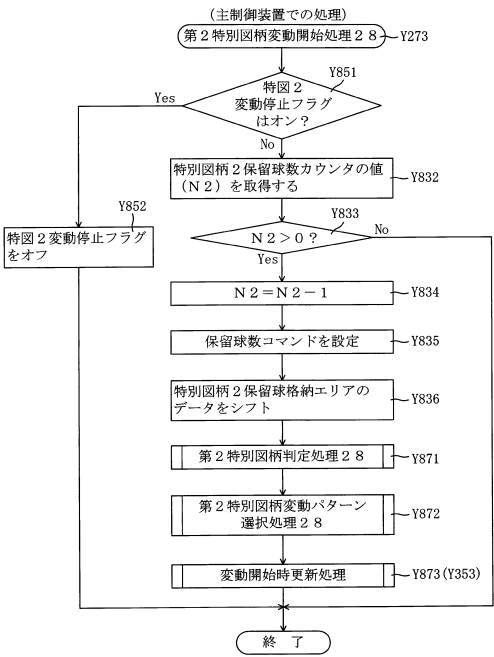 (主制御装置での処理)
第2特別図柄変動開始処理28
Y273
Y851
特図2
変動停止フラグ
はオン?
Yes
No
特別図柄2保留球数カウンタの値
(N2)を取得する
Y832
Y852
特図2変動停止フラグ
をオフ
Y833
N2>0?
No
Yes
N2=N2-1
Y834
保留球数コマンドを設定
Y835
特別図柄2保留球格納エリアの
データをシフト
Y836
第2特別図柄判定処理28
Y871
第2特別図柄変動パターン
選択処理28
Y872
変動開始時更新処理
Y873(Y353)
終 了